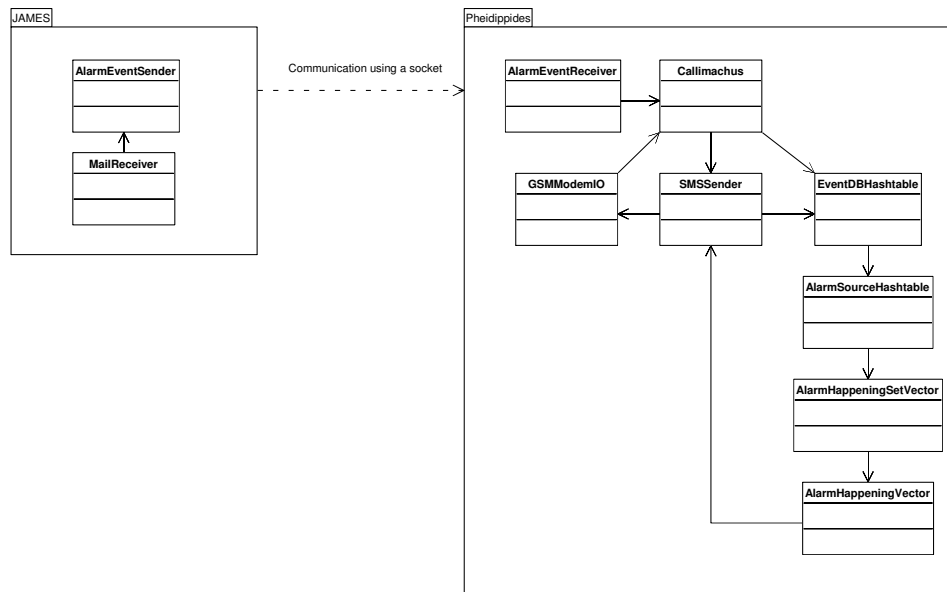 JAMES
Pheidippides
AlarmEventSender
MailReceiver
Communication using a socket
AlarmEventReceiver
Callimachus
GSMModemIO
SMSSender
EventDBHashtable
AlarmSourceHashtable
AlarmHappeningSetVector
AlarmHappeningVector